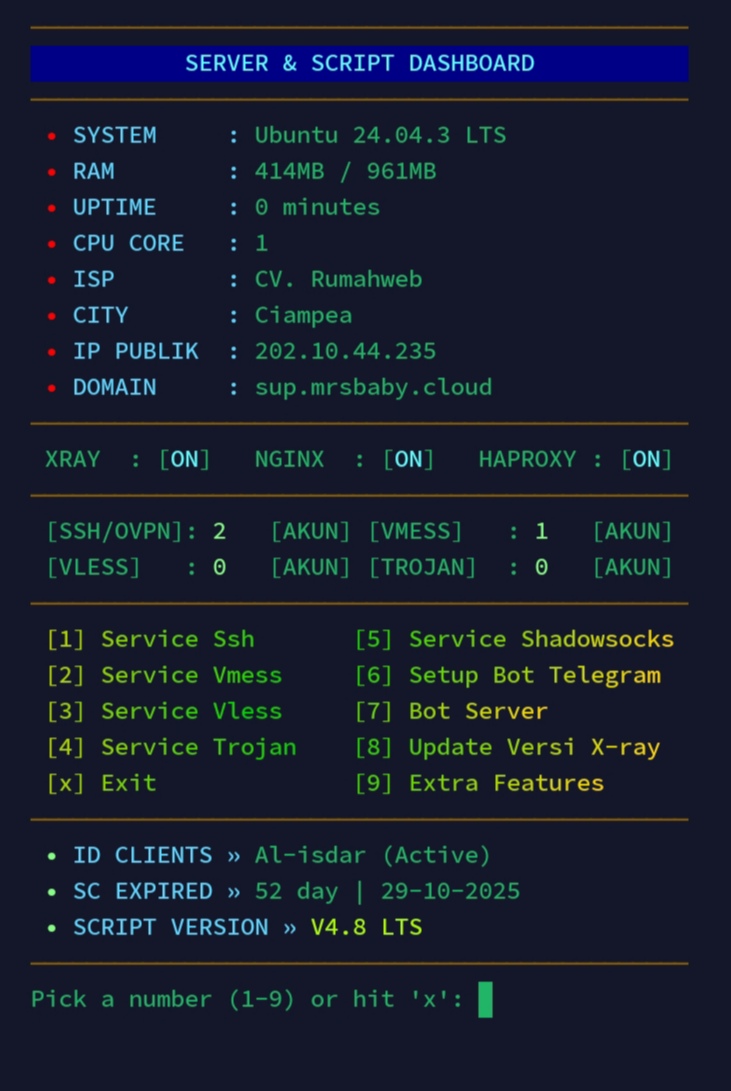 SERVER & SCRIPT DASHBOARD
• SYSTEM : Ubuntu 24.04.3 LTS
• RAM : 414MB / 961MB
• UPTIME : 0 minutes
• CPU CORE : 1
• ISP : CV. Rumahweb
• CITY : Ciampea
• IP PUBLIK : 202.10.44.235
• DOMAIN : sup.mrsbaby.cloud
XRAY : [ON] NGINX : [ON] HAPROXY : [ON]
[SSH/OVPN]: 2 [AKUN] [VMESS] : 1 [AKUN]
[VLESS] : 0 [AKUN] [TROJAN] : 0 [AKUN]
[1] Service Ssh [5] Service Shadowsocks
[2] Service Vmess [6] Setup Bot Telegram
[3] Service Vless [7] Bot Server
[4] Service Trojan [8] Update Versi X-ray
[x] Exit [9] Extra Features
• ID CLIENTS » Al-isdar (Active)
• SC EXPIRED » 52 day | 29-10-2025
• SCRIPT VERSION » V4.8 LTS
Pick a number (1-9) or hit 'x':